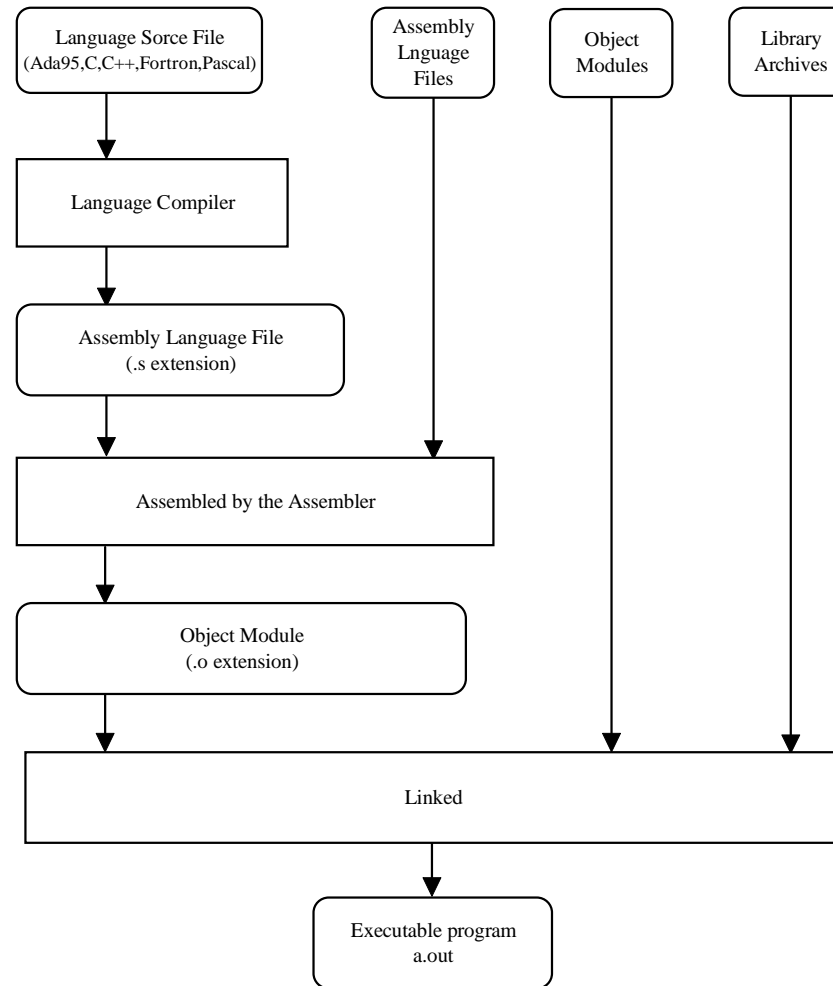 Language Sorce File
(Ada95,C,C++,Fortron,Pascal)
Assembly
Lnguage
Files
Object
Modules
Library
Archives
Language Compiler
Assembly Language File
(.s extension)
Assembled by the Assembler
Object Module
(.o extension)
Linked
Executable program
a.out